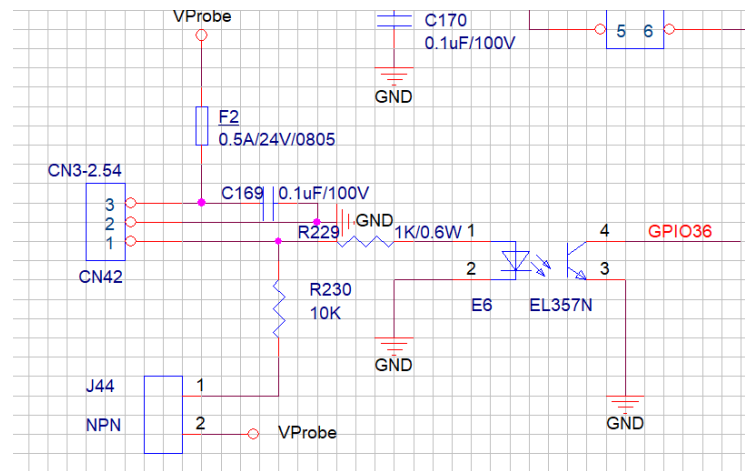 VProbe
C170
0.1uF/100V
GND
5 6
F2
0.5A/24V/0805
CN3-2.54
C169 0.1uF/100V
3
2
1
GND
R229 1K/0.6W
1
4
GPIO36
2
3
CN42
R230
10K
E6
EL357N
GND
J44
1
GND
NPN
2
VProbe